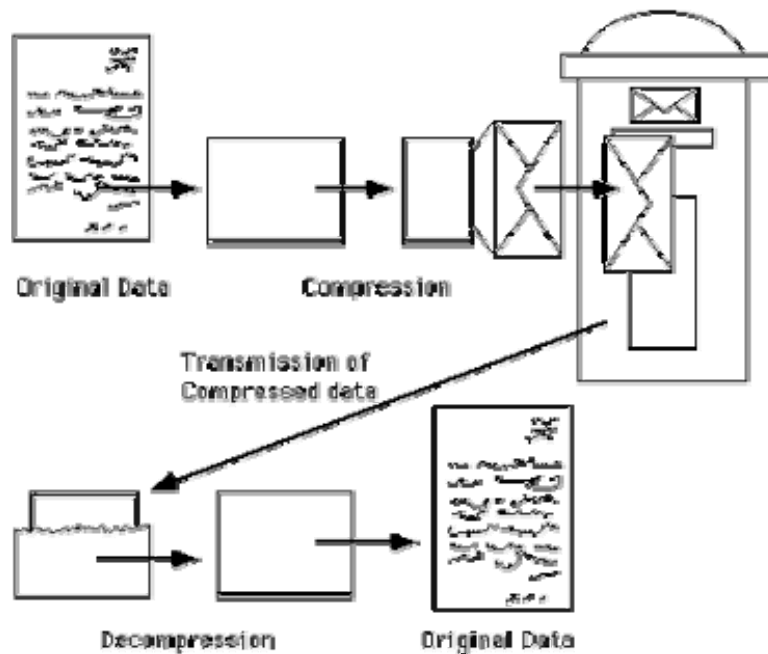 Original Data
Compression
Transmission of
Compressed data
Decompression
Original Data